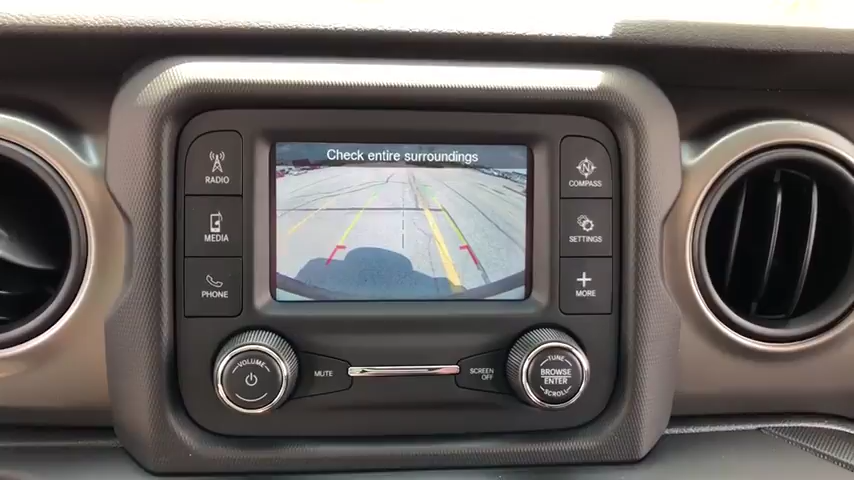 Check entire surroundings
RADIO
MEDIA
PHONE
N
COMPASS
SETTINGS
MORE
VOLUME
MUTE
SCREEN
OFF
TUNE
BROWSE
ENTER
SCROLL